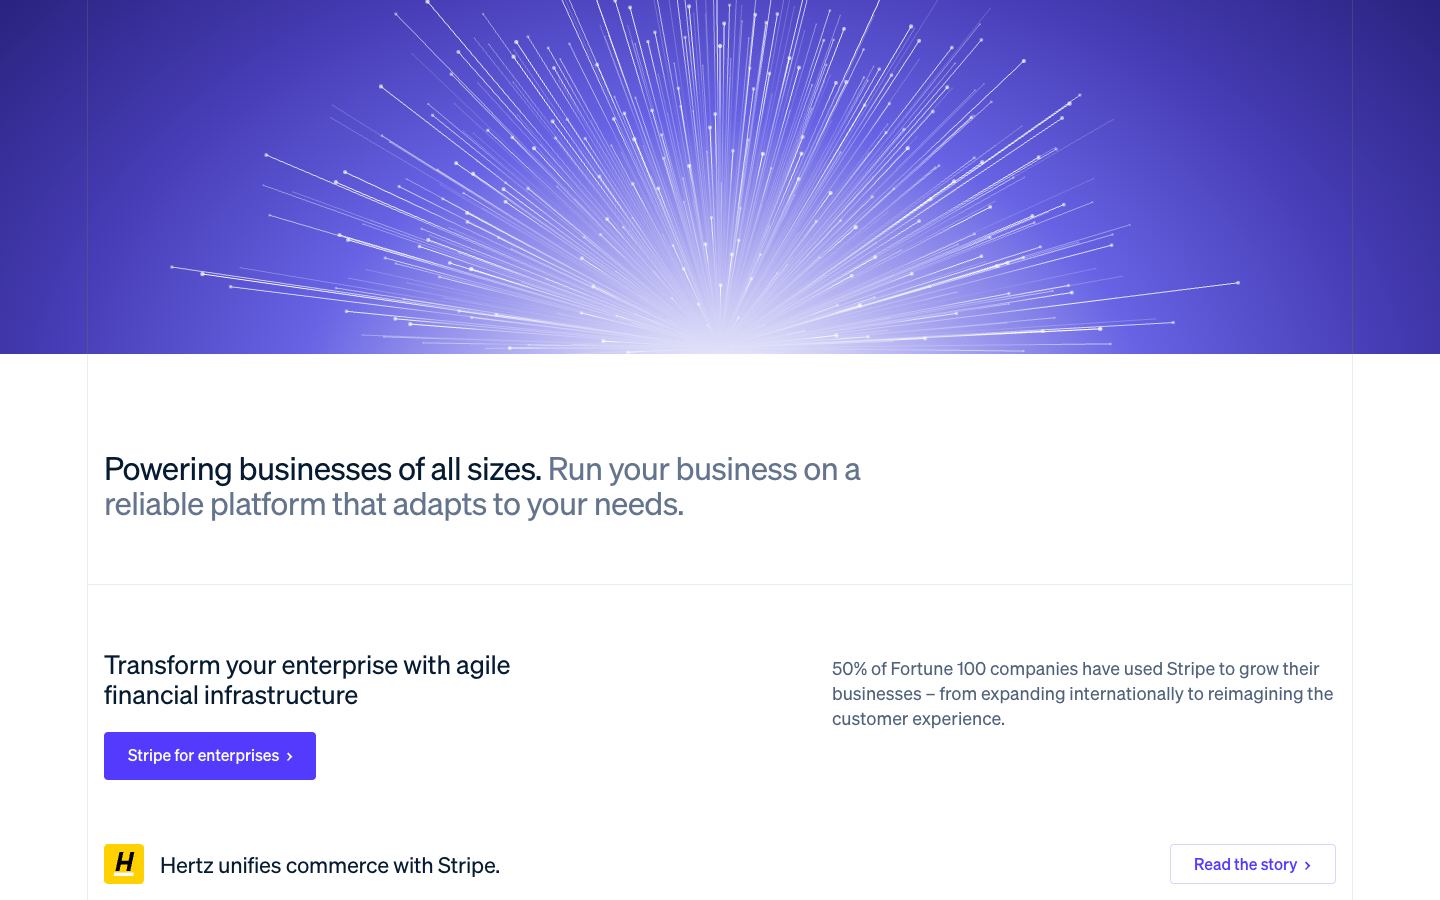 Powering businesses of all sizes. Run your business on a
reliable platform that adapts to your needs.
Transform your enterprise with agile
financial infrastructure
50% of Fortune 100 companies have used Stripe to grow their
businesses – from expanding internationally to reimagining the
customer experience.
Stripe for enterprises ›
H
Hertz unifies commerce with Stripe.
Read the story ›